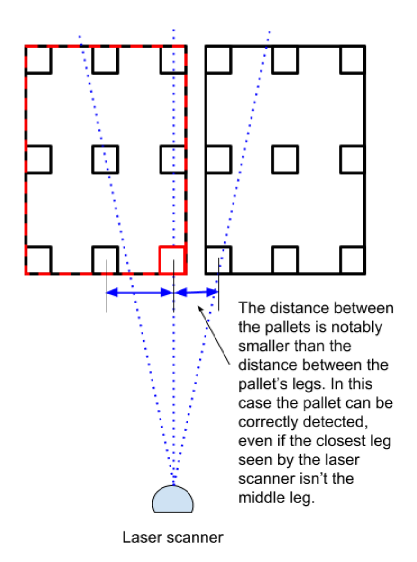 The distance between
the pallets is notably
smaller than the
distance between the
pallet's legs. In this
case the pallet can be
correctly detected,
even if the closest leg
seen by the laser
scanner isn't the
middle leg.
Laser scanner